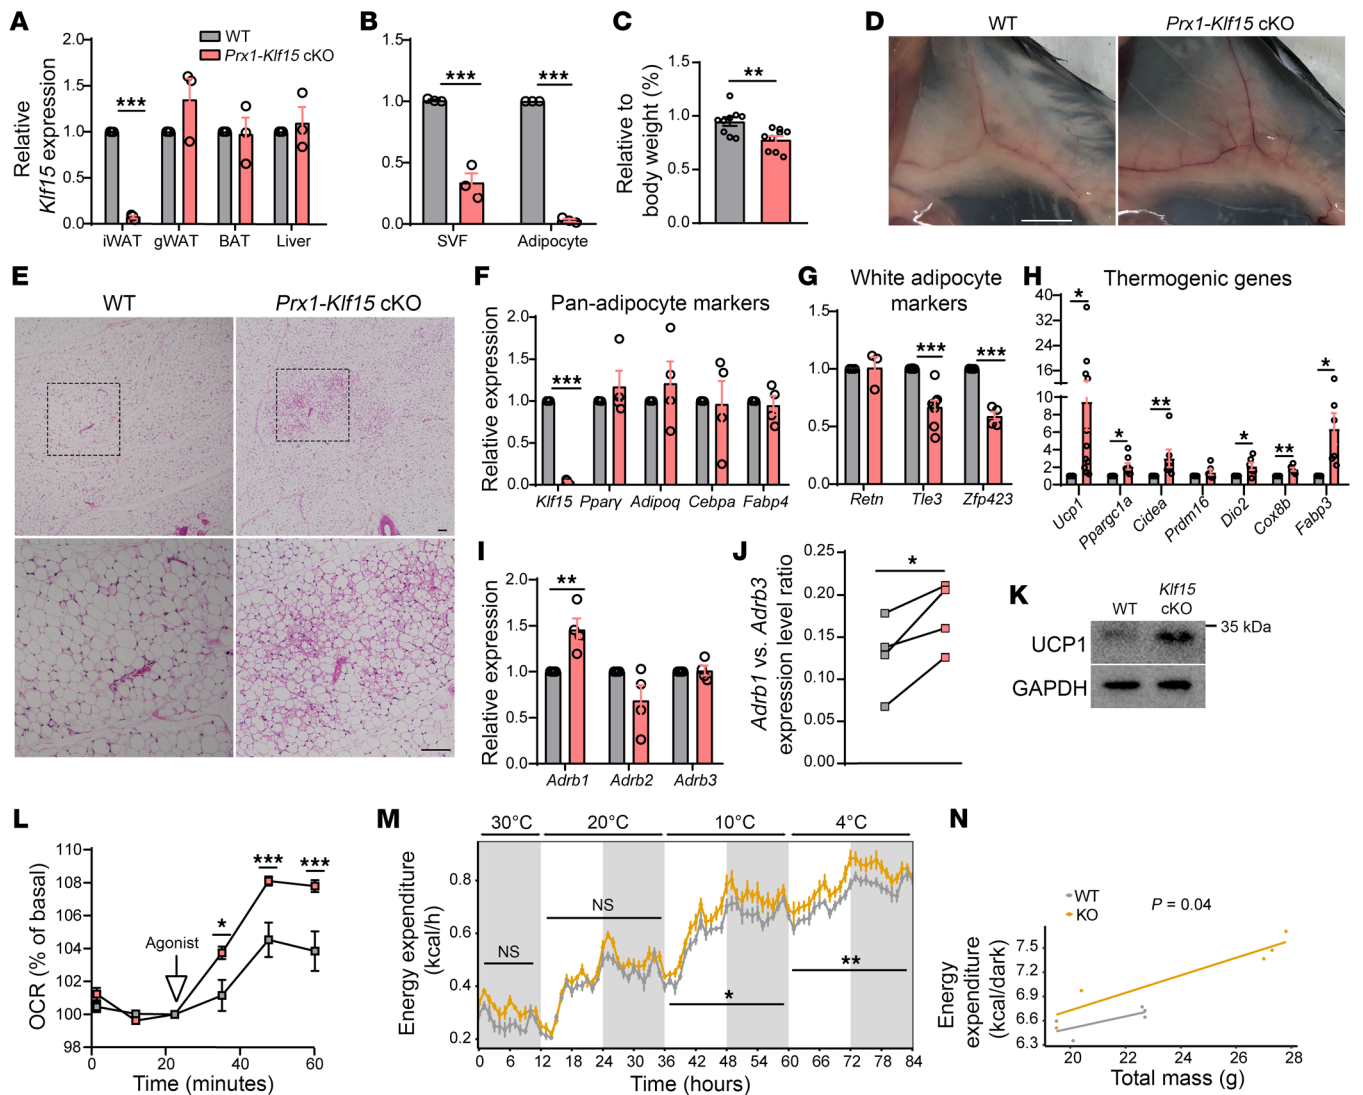 A
2.0
1.5
1.0
0.5
0.0
Relative
Klf15 expression
WT
Prx1-Klf15 cKO
***
iWAT gWAT BAT Liver
B
1.5
1.0
0.5
0.0
*** ***
SVF Adipocyte
C
Relative to
body weight (%)
1.5
1.0
0.5
0.0
**
D
WT Prx1-Klf15 cKO
E
WT Prx1-Klf15 cKO
F
Pan-adipocyte markers
Relative expression
2.0
1.5
1.0
0.5
0.0
***
Klf15 Pparγ Adipoq Cebpa Fabp4
G
White adipocyte
markers
1.5
1.0
0.5
0.0
*** ***
Retn Tle3 Zfp423
H
Thermogenic genes
40
32
24
16
10
8
6
4
2
0
* * ** * ** *
Ucp1 Ppargc1a Cidea Prdm16 Dio2 Cox8b Fabp3
I
Relative expression
2.0
1.5
1.0
0.5
0.0
**
Adrb1 Adrb2 Adrb3
J
Adrb1 vs. Adrb3
expression level ratio
0.25
0.20
0.15
0.10
0.05
0.00
*
K
WT
Klf15
cKO
35 kDa
UCP1
GAPDH
L
OCR (% of basal)
110
108
106
104
102
100
98
Agonist
* *** ***
0 20 40 60
Time (minutes)
M
30°C 20°C 10°C 4°C
Energy expenditure
(kcal/h)
0.8
0.6
0.4
0.2
NS
NS
*
**
0 6 12 18 24 30 36 42 48 54 60 66 72 78 84
Time (hours)
N
WT
KO
P = 0.04
Energy
expenditure
(kcal/dark)
7.5
7.2
6.9
6.6
6.3
20 22 24 26 28
Total mass (g)